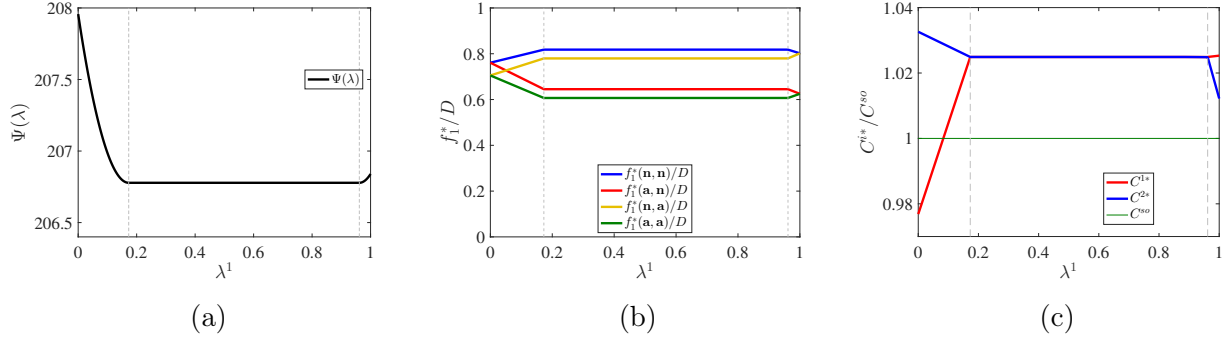 208
207.5
207
206.5
Ψ(λ)
Ψ(λ)
0 0.2 0.4 0.6 0.8 1
λ¹
(a)
1
0.8
0.6
0.4
0.2
0
f₁*/D
f₁*(n, n)/D
f₁*(a, n)/D
f₁*(n, a)/D
f₁*(a, a)/D
0 0.2 0.4 0.6 0.8 1
λ¹
(b)
1.04
1.02
1
0.98
Cⁱ*/Cˢᵒ
C¹*
C²*
Cˢᵒ
0 0.2 0.4 0.6 0.8 1
λ¹
(c)